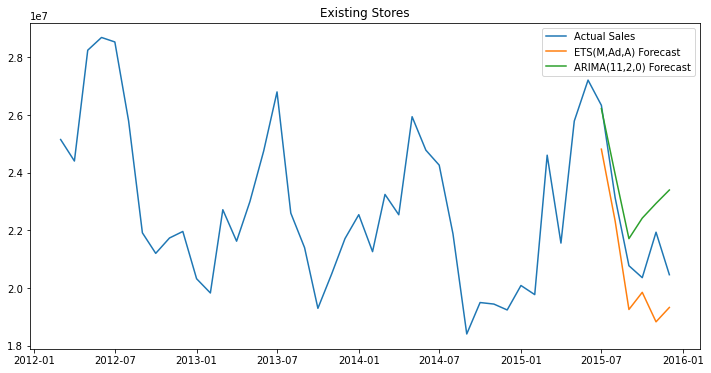 Existing Stores
1e7
Actual Sales
ETS(M,Ad,A) Forecast
ARIMA(11,2,0) Forecast
2.8
2.6
2.4
2.2
2.0
1.8
2012-01 2012-07 2013-01 2013-07 2014-01 2014-07 2015-01 2015-07 2016-01